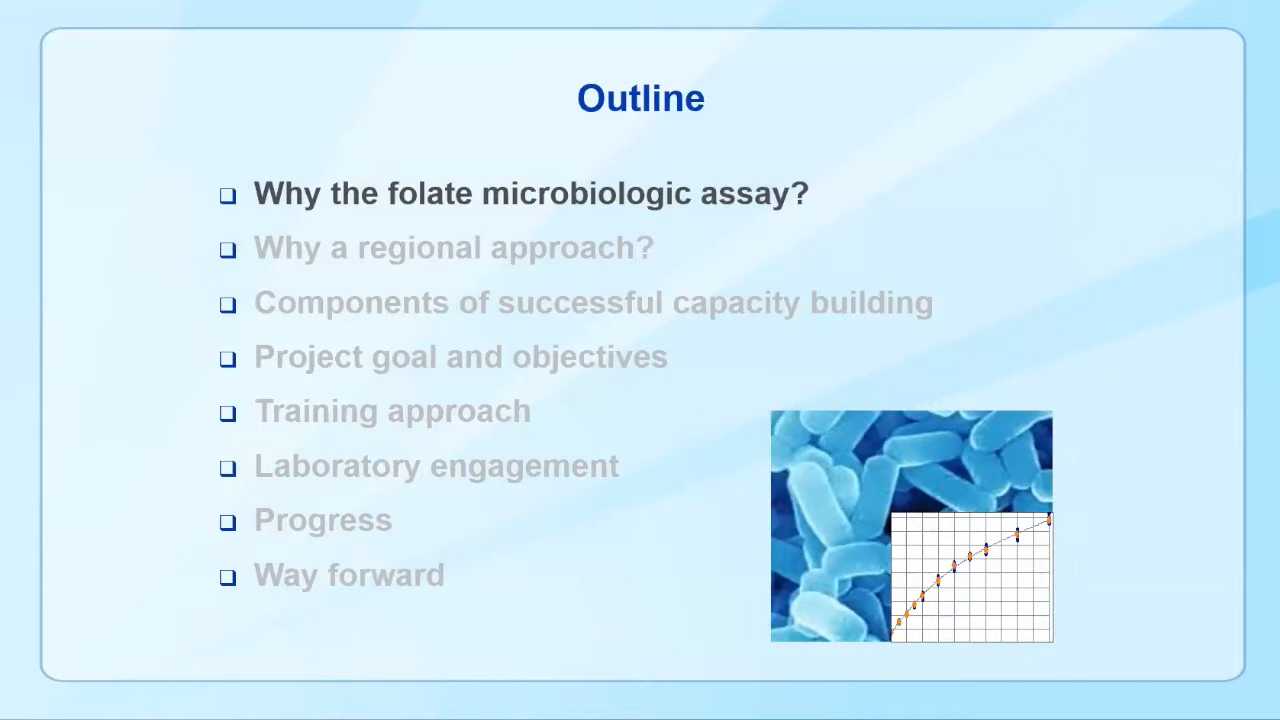 Outline
Why the folate microbiologic assay?
Why a regional approach?
Components of successful capacity building
Project goal and objectives
Training approach
Laboratory engagement
Progress
Way forward